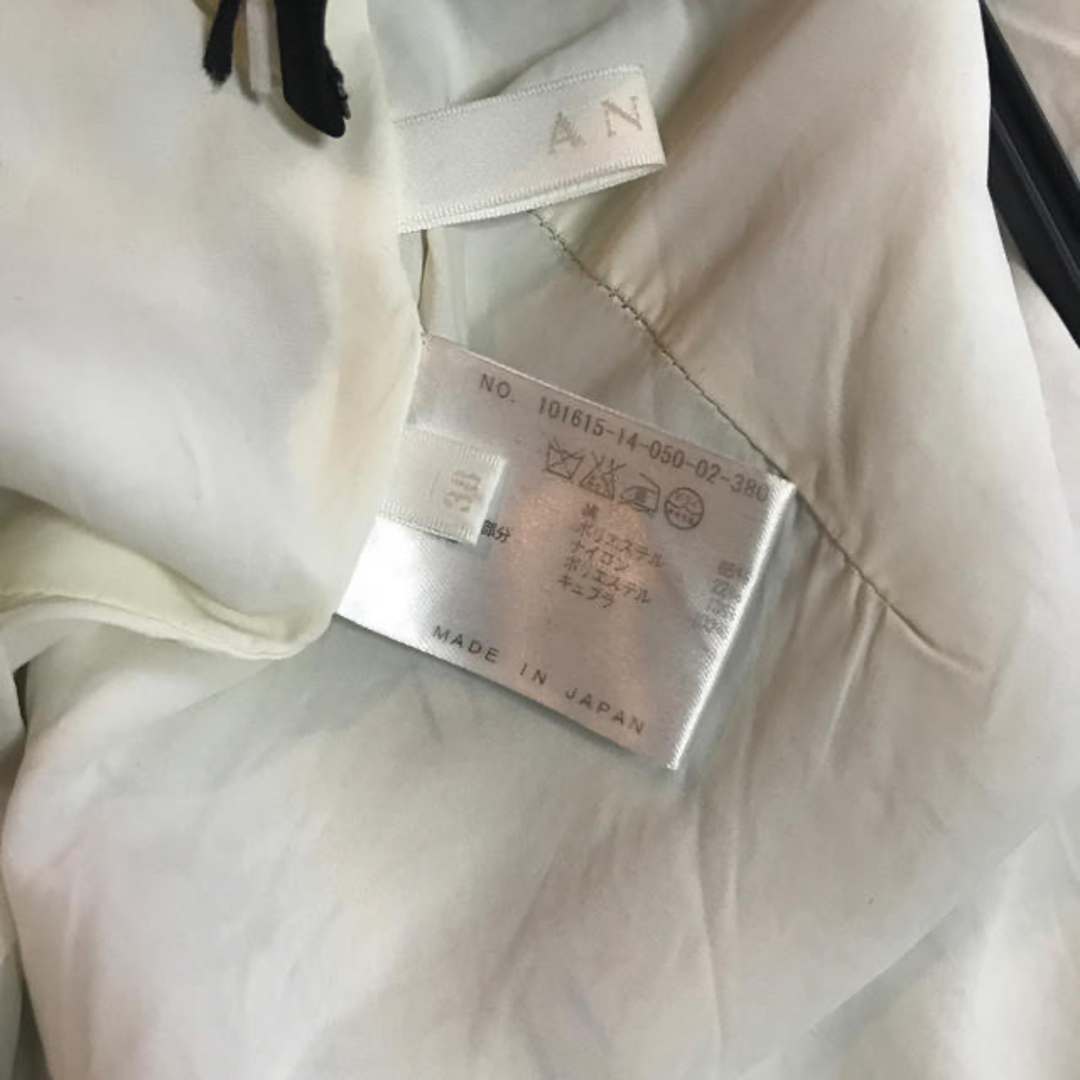 AN
NO. 101615-14-050-02-380
38
部分
綿
ポリエステル
ナイロン
ポリエステル
キュプラ
MADE IN JAPAN